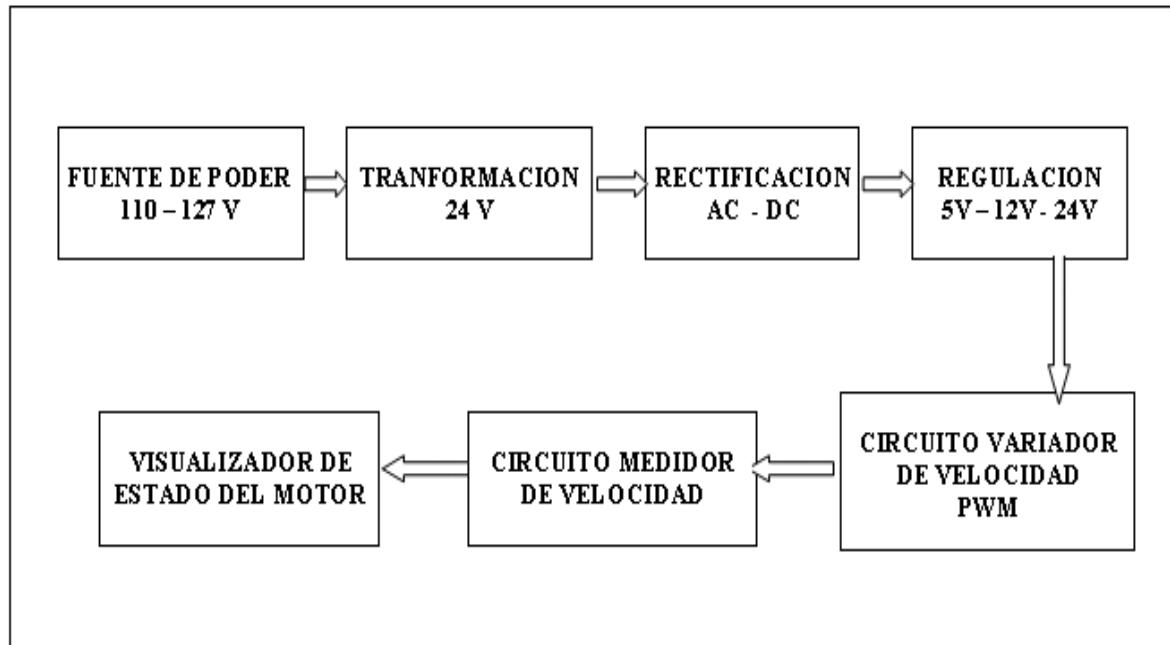 FUENTE DE PODER
110 – 127 V
TRANFORMACION
24 V
RECTIFICACION
AC - DC
REGULACION
5V – 12V - 24V
CIRCUITO VARIADOR
DE VELOCIDAD
PWM
CIRCUITO MEDIDOR
DE VELOCIDAD
VISUALIZADOR DE
ESTADO DEL MOTOR